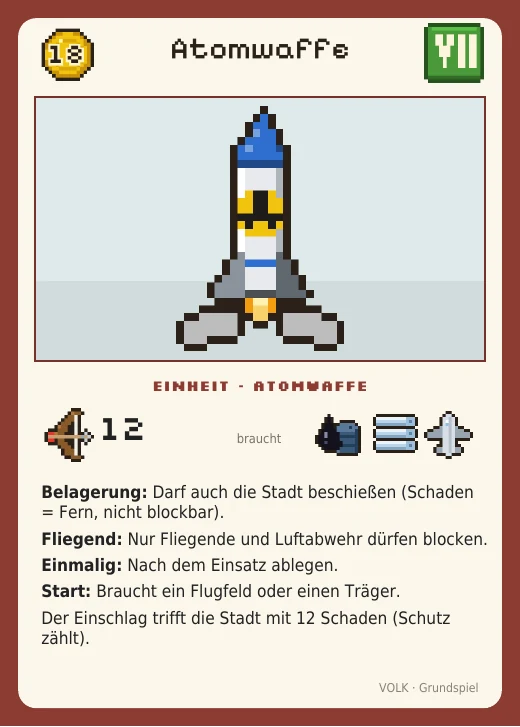 18
Atomwaffe
VII
EINHEIT - ATOMWAFFE
12
braucht
Belagerung: Darf auch die Stadt beschießen (Schaden
= Fern, nicht blockbar).
Fliegend: Nur Fliegende und Luftabwehr dürfen blocken.
Einmalig: Nach dem Einsatz ablegen.
Start: Braucht ein Flugfeld oder einen Träger.
Der Einschlag trifft die Stadt mit 12 Schaden (Schutz
zählt).
VOLK · Grundspiel